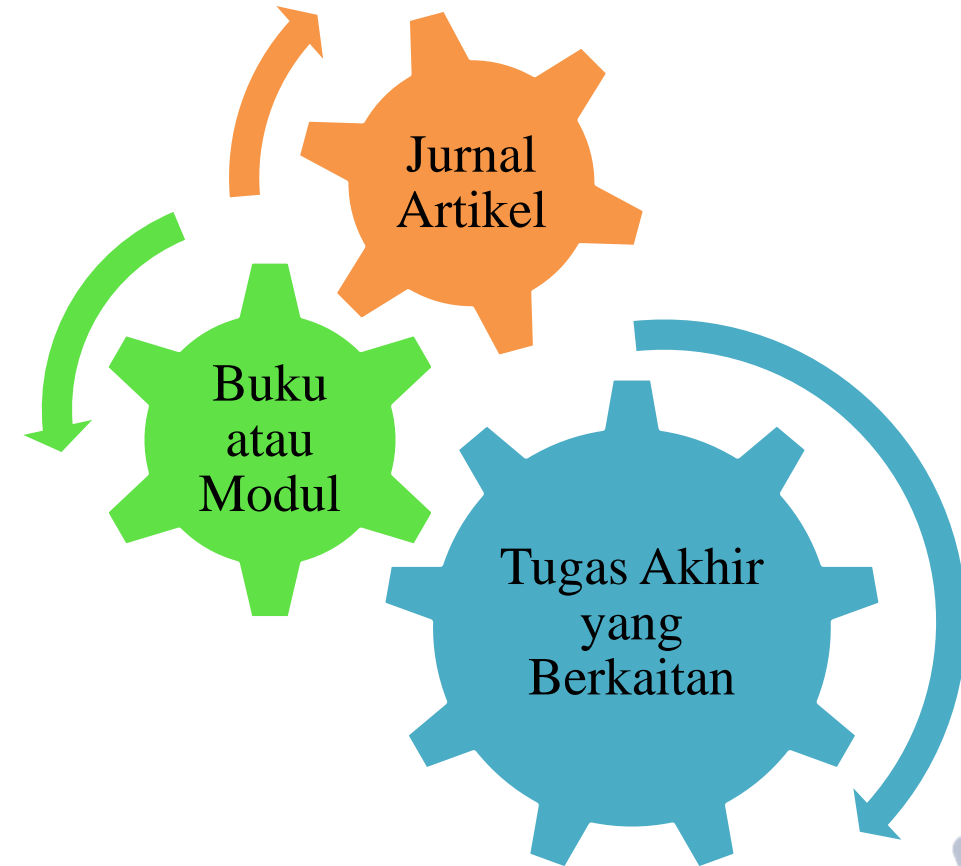 Jurnal
Artikel
Buku
atau
Modul
Tugas Akhir
yang
Berkaitan